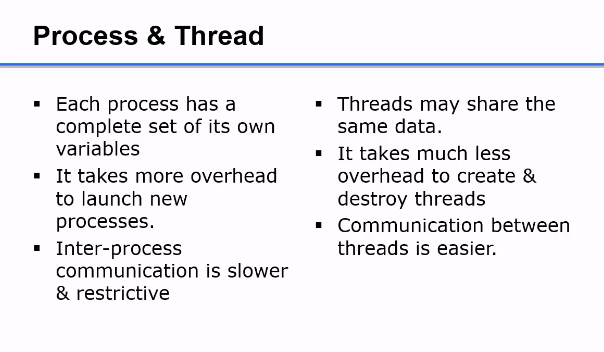 Process & Thread
▪ Each process has a
complete set of its own
variables
▪ It takes more overhead
to launch new
processes.
▪ Inter-process
communication is slower
& restrictive
▪ Threads may share the
same data.
▪ It takes much less
overhead to create &
destroy threads
▪ Communication between
threads is easier.